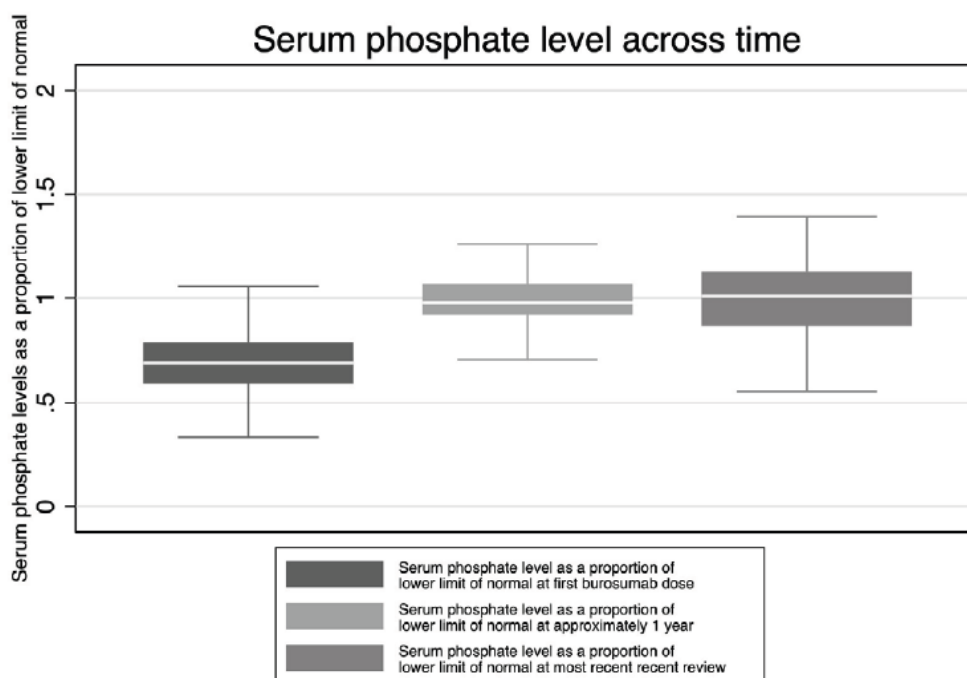 Serum phosphate level across time
Serum phosphate levels as a proportion of lower limit of normal
2
1.5
1
.5
0
Serum phosphate level as a proportion of
lower limit of normal at first burosumab dose
Serum phosphate level as a proportion of
lower limit of normal at approximately 1 year
Serum phosphate level as a proportion of
lower limit of normal at most recent recent review